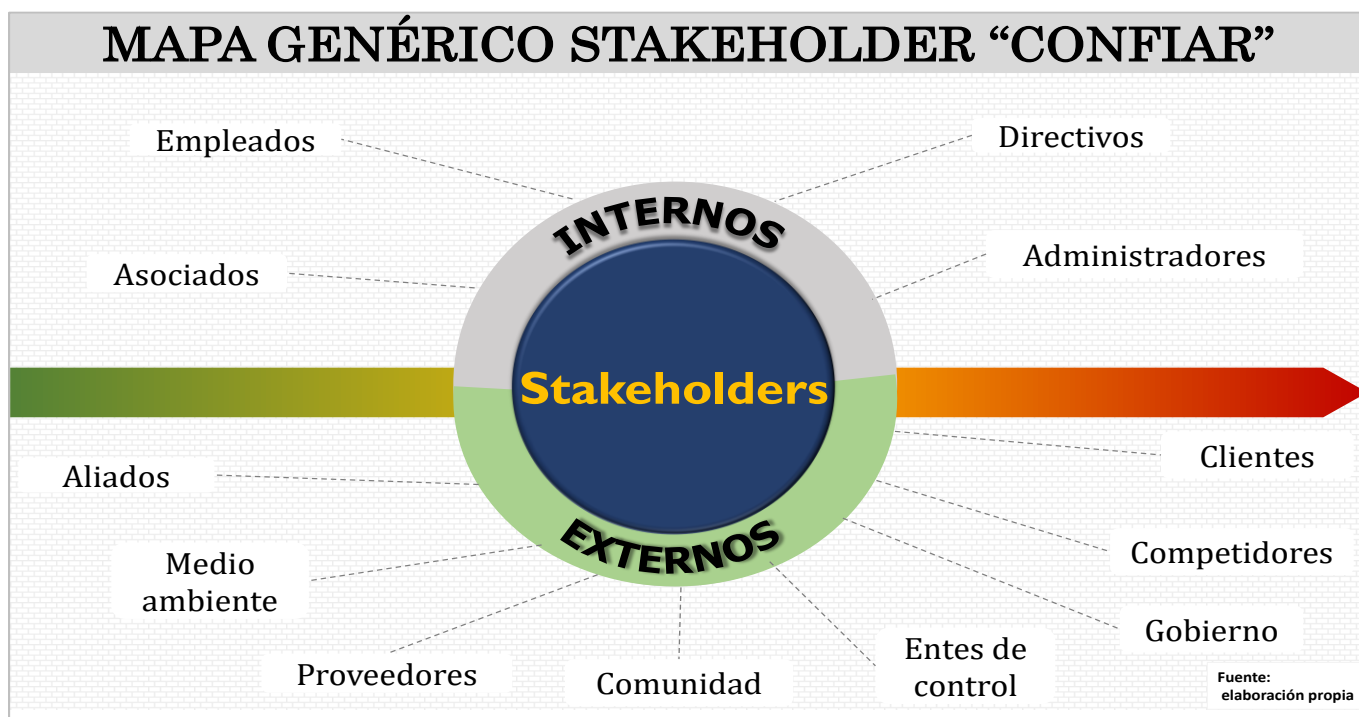 MAPA GENÉRICO STAKEHOLDER “CONFIAR”
Empleados
Directivos
INTERNOS
Asociados
Administradores
Stakeholders
Aliados
Clientes
EXTERNOS
Medio
ambiente
Competidores
Proveedores
Comunidad
Entes de
control
Gobierno
Fuente:
elaboración propia